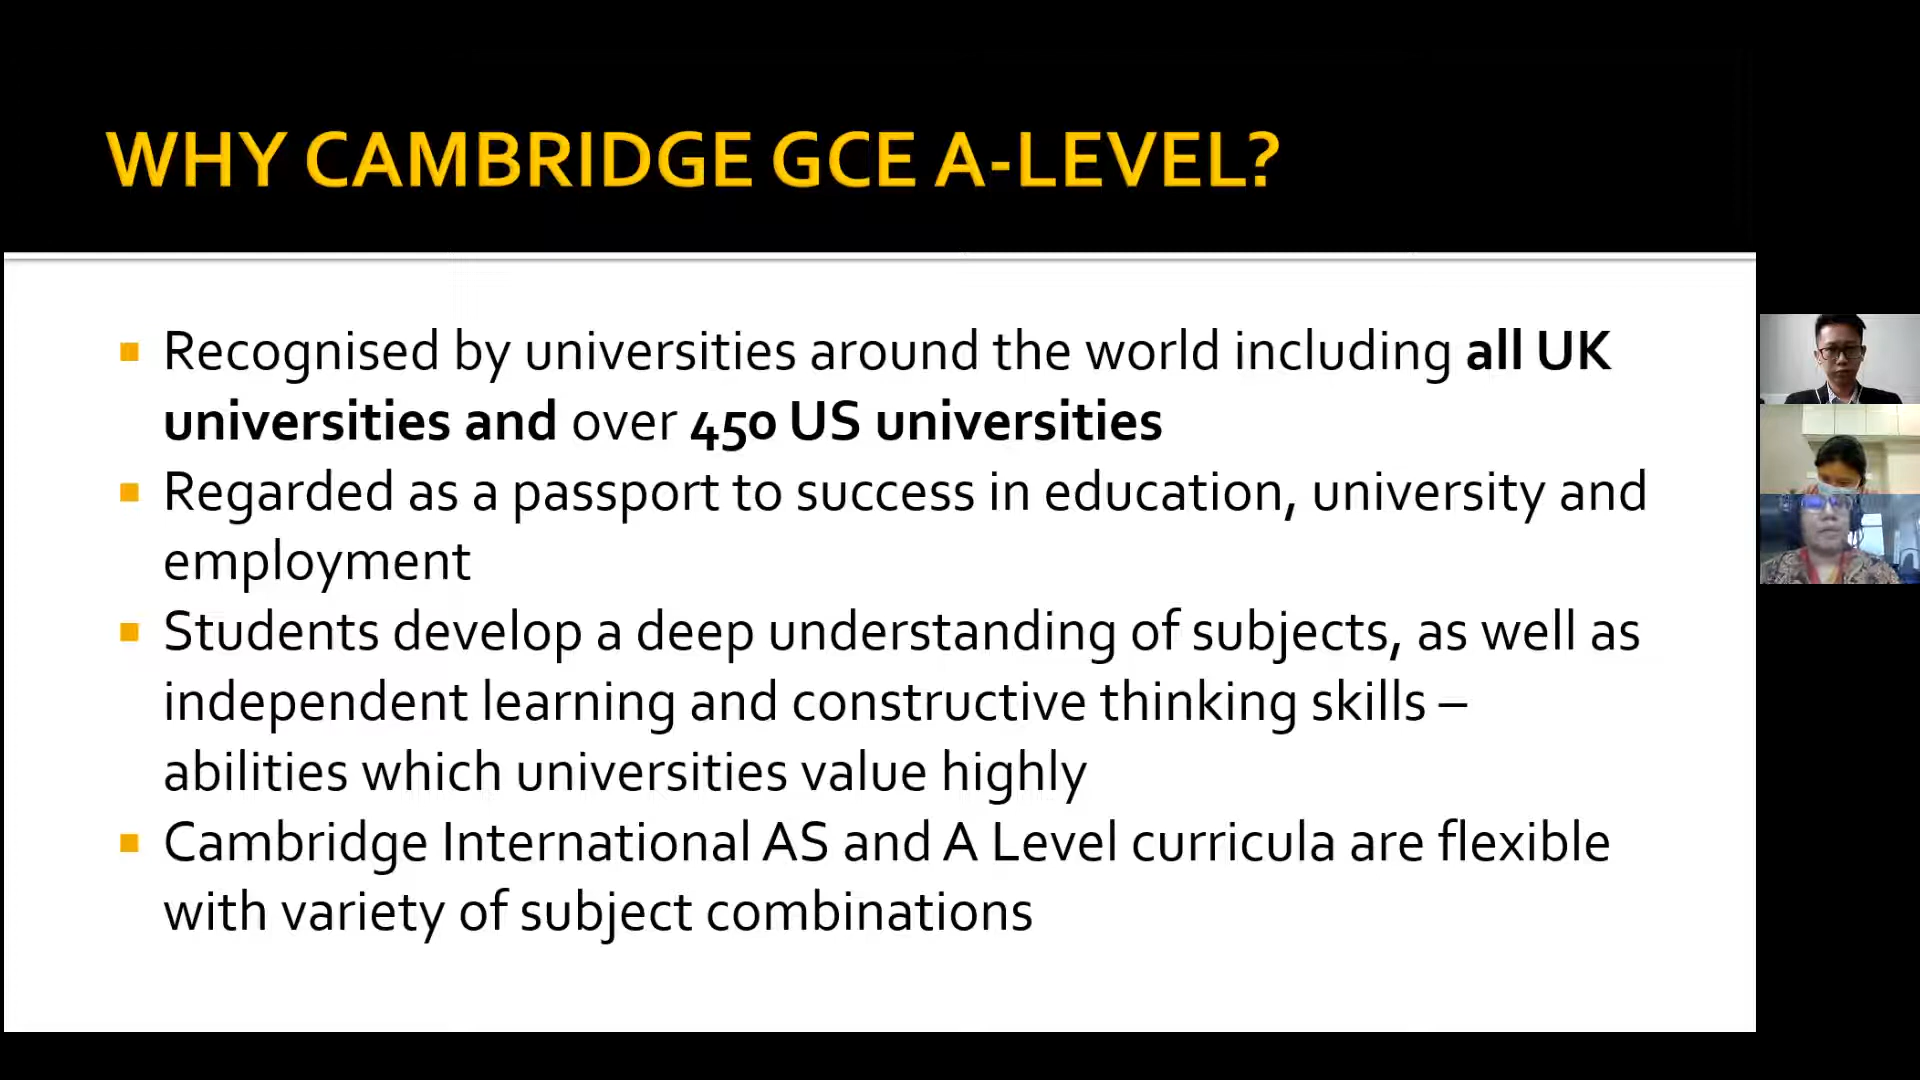 WHY CAMBRIDGE GCE A-LEVEL?
Recognised by universities around the world including all UK
universities and over 450 US universities
Regarded as a passport to success in education, university and
employment
Students develop a deep understanding of subjects, as well as
independent learning and constructive thinking skills –
abilities which universities value highly
Cambridge International AS and A Level curricula are flexible
with variety of subject combinations